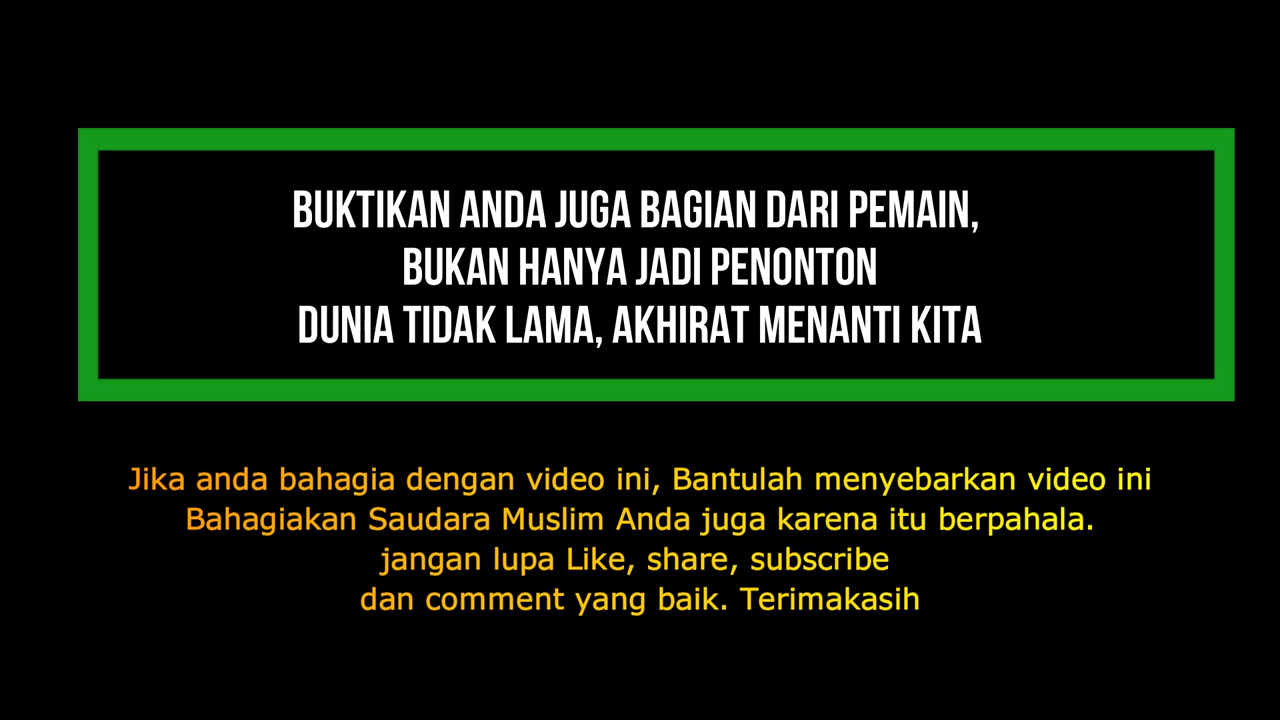 BUKTIKAN ANDA JUGA BAGIAN DARI PEMAIN,
BUKAN HANYA JADI PENONTON
DUNIA TIDAK LAMA, AKHIRAT MENANTI KITA
Jika anda bahagia dengan video ini, Bantulah menyebarkan video ini
Bahagiakan Saudara Muslim Anda juga karena itu berpahala.
jangan lupa Like, share, subscribe
dan comment yang baik. Terimakasih